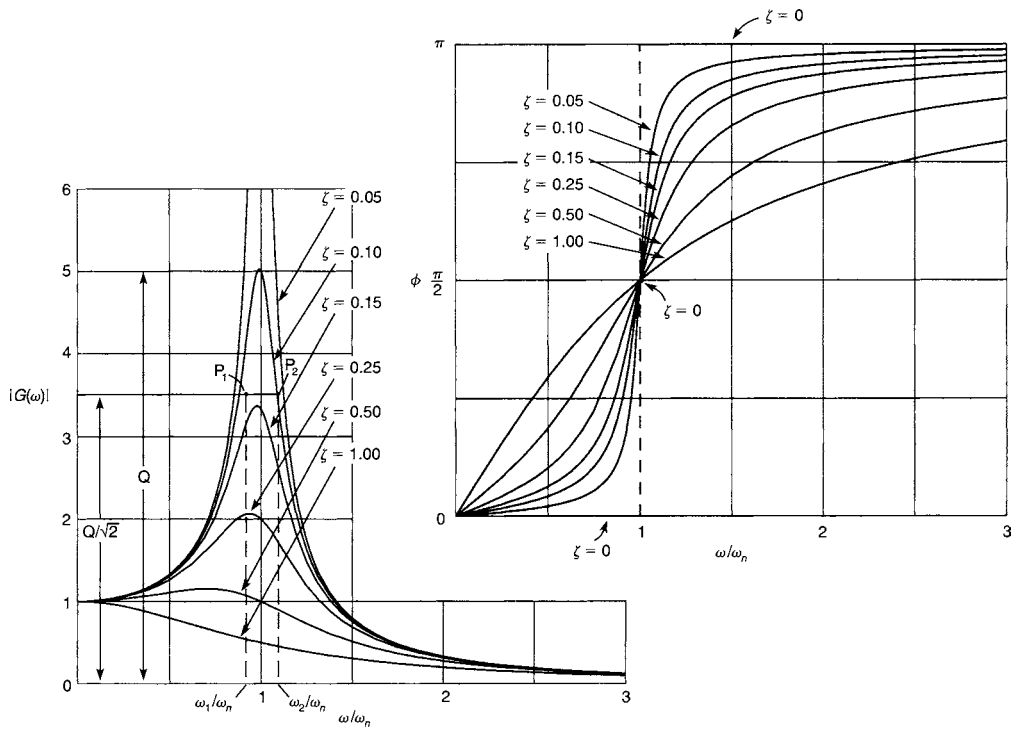 ζ = 0
π
ζ = 0.05
ζ = 0.10
ζ = 0.15
ζ = 0.25
ζ = 0.50
ζ = 1.00
ϕ π/2
ζ = 0
0
ζ = 0
1
ω/ωn
2
3
6
5
4
3
2
1
0
|G(ω)|
Q
Q/√2
P1
P2
ζ = 0.05
ζ = 0.10
ζ = 0.15
ζ = 0.25
ζ = 0.50
ζ = 1.00
ω1/ωn
1
ω2/ωn
2
3
ω/ωn